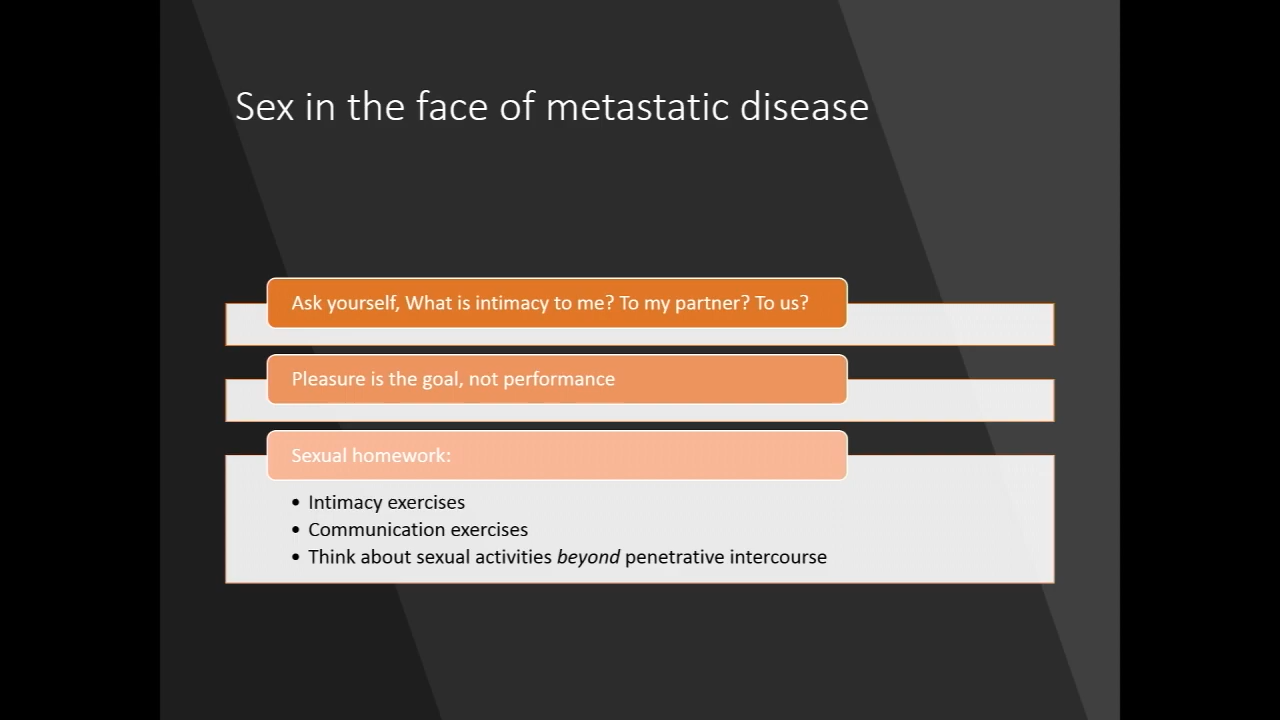 Sex in the face of metastatic disease
Ask yourself, What is intimacy to me? To my partner? To us?
Pleasure is the goal, not performance
Sexual homework:
• Intimacy exercises
• Communication exercises
• Think about sexual activities beyond penetrative intercourse